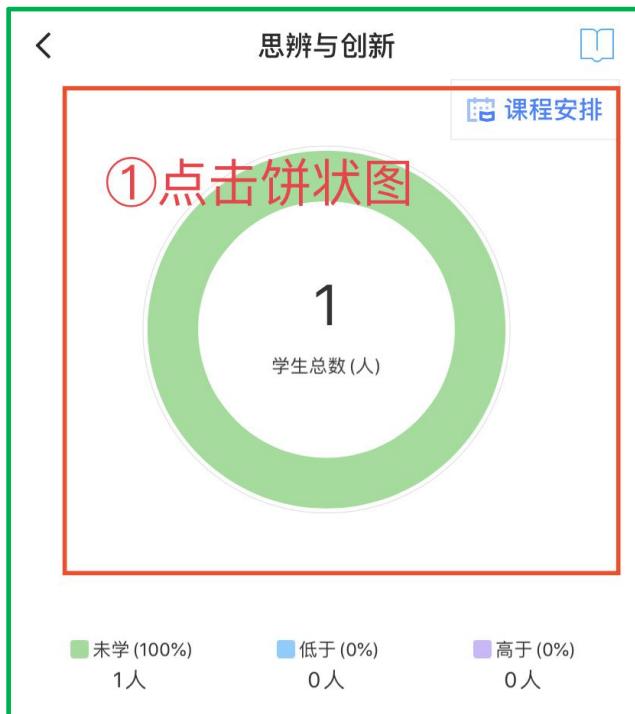 思辨与创新
课程安排
①点击饼状图
1
学生总数(人)
未学(100%)
1人
低于(0%)
0人
高于(0%)
0人